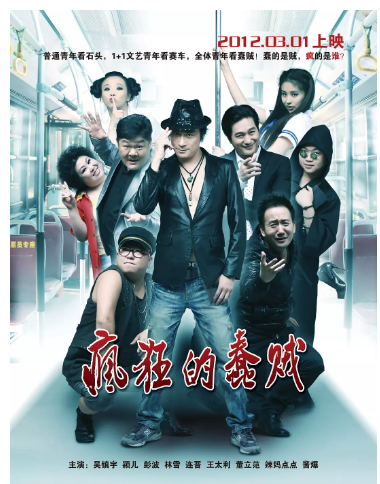 2012.03.01 上映
普通青年看石头，1+1文艺青年看赛车，全体青年看蠢贼！蠢的是贼，疯的是谁？
瘋狂的蠢贼
主演：吴镇宇 颖儿 彭波 林雪 连晋 王太利 董立范 辣妈点点 曾爆